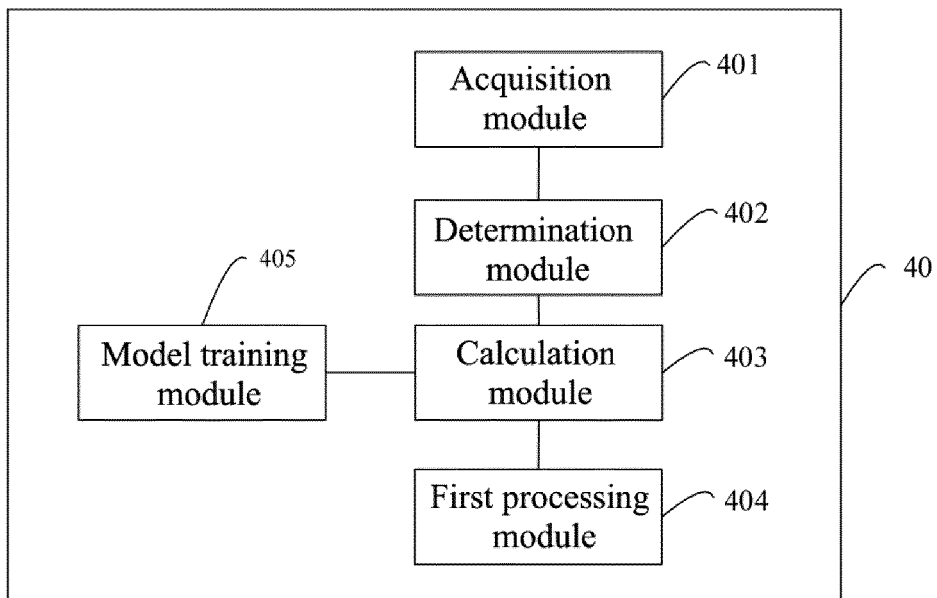 Acquisition
module
401
Determination
module
402
40
405
Model training
module
Calculation
module
403
First processing
module
404